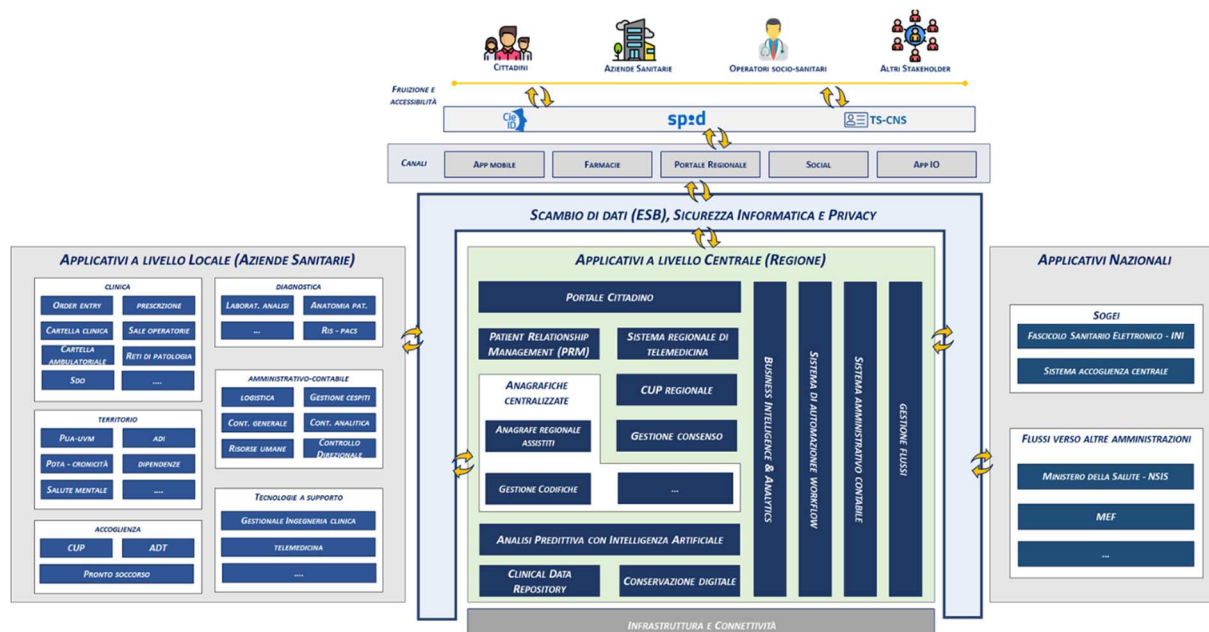 Cittadini
Aziende Sanitarie
Operatori socio-sanitari
Altri Stakeholder
Fruizione e
accessibilità
CIe
ID
spid
TS-CNS
Canali
App mobile
Farmacie
Portale Regionale
Social
App IO
Scambio di dati (ESB), Sicurezza Informatica e Privacy
Applicativi a livello Locale (Aziende Sanitarie)
clinica
Order entry
prescrzione
Cartella clinica
Sale operatorie
Cartella
ambulatoriale
Reti di patologia
Sdo
....
territorio
Pua-uvm
adi
Pdta - cronicità
dipendenze
Salute mentale
....
accoglienza
CUP
ADT
Pronto soccorso
diagnostica
Laborat. analisi
Anatomia pat.
...
Ris - pacs
amministrativo-contabile
logistica
Gestione cespiti
Cont. generale
Cont. analitica
Risorse umane
Controllo
Direzionale
Tecnologie a supporto
Gestionale Ingegneria clinica
telemedicina
....
Applicativi a livello Centrale (Regione)
Portale Cittadino
Patient Relationship
Management (PRM)
Sistema regionale di
telemedicina
Anagrafiche
centralizzate
CUP regionale
Anagrafe regionale
assistiti
Gestione consenso
Gestione Codifiche
...
Analisi Predittiva con Intelligenza Artificiale
Clinical Data
Repository
Conservazione digitale
Business Intelligence & Analytics
Sistema di automazionee workflow
Sistema amministrativo contabile
gestione flussi
Applicativi Nazionali
Sogei
Fascicolo Sanitario Elettronico - INI
Sistema accoglienza centrale
Flussi verso altre amministrazioni
Ministero della Salute - NSIS
MEF
...
Infrastruttura e Connettività